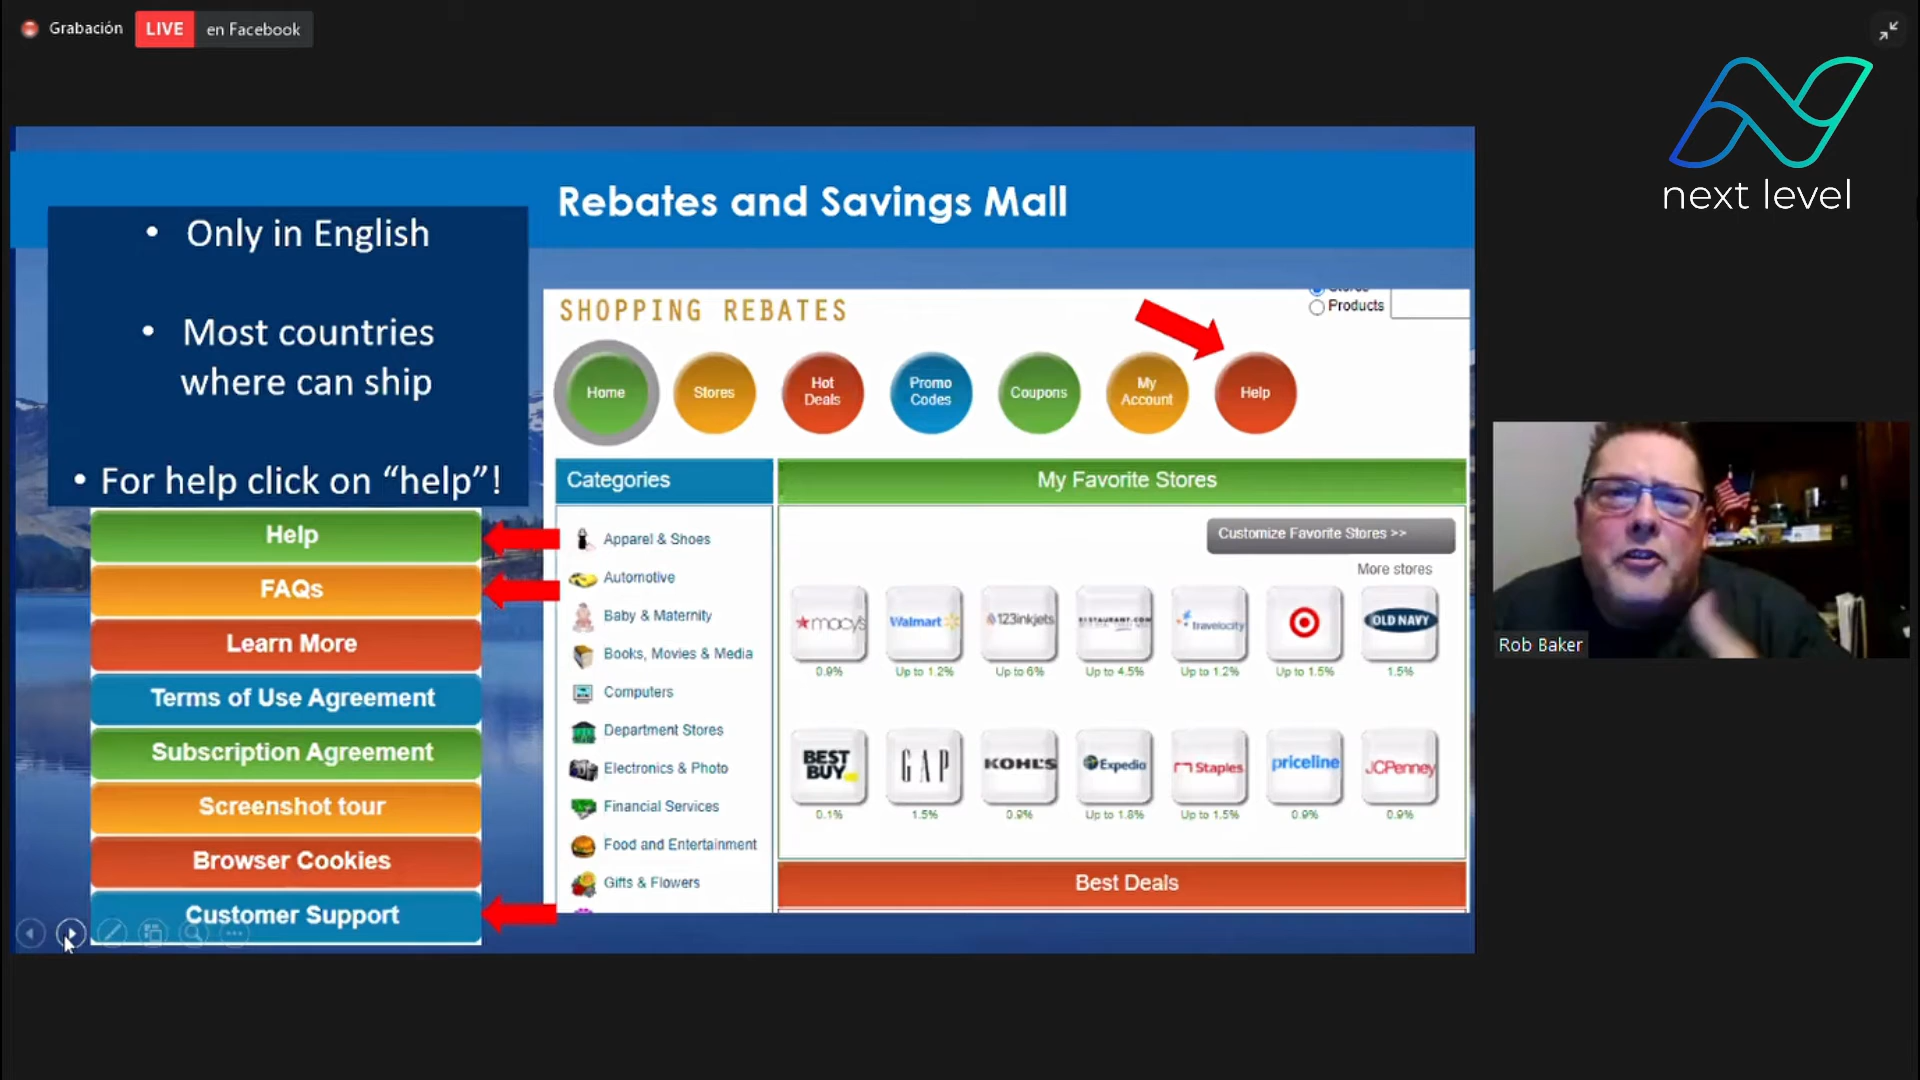 Grabación
LIVE
en Facebook
next level
Rebates and Savings Mall
• Only in English
• Most countries
where can ship
• For help click on “help”!
Help
FAQs
Learn More
Terms of Use Agreement
Subscription Agreement
Screenshot tour
Browser Cookies
Customer Support
SHOPPING REBATES
Stores
Products
Home
Stores
Hot
Deals
Promo
Codes
Coupons
My
Account
Help
Categories
Apparel & Shoes
Automotive
Baby & Maternity
Books, Movies & Media
Computers
Department Stores
Electronics & Photo
Financial Services
Food and Entertainment
Gifts & Flowers
My Favorite Stores
Customize Favorite Stores >>
More stores
macy's
Walmart
123inkjets
RESTAURANT.COM
travelocity
OLD NAVY
0.9%
Up to 1.2%
Up to 6%
Up to 4.5%
Up to 1.2%
Up to 1.5%
1.5%
BEST
BUY
GAP
KOHL'S
Expedia
Staples
priceline
JCPenney
0.1%
1.5%
0.9%
Up to 1.8%
Up to 1.5%
0.9%
0.9%
Best Deals
Rob Baker